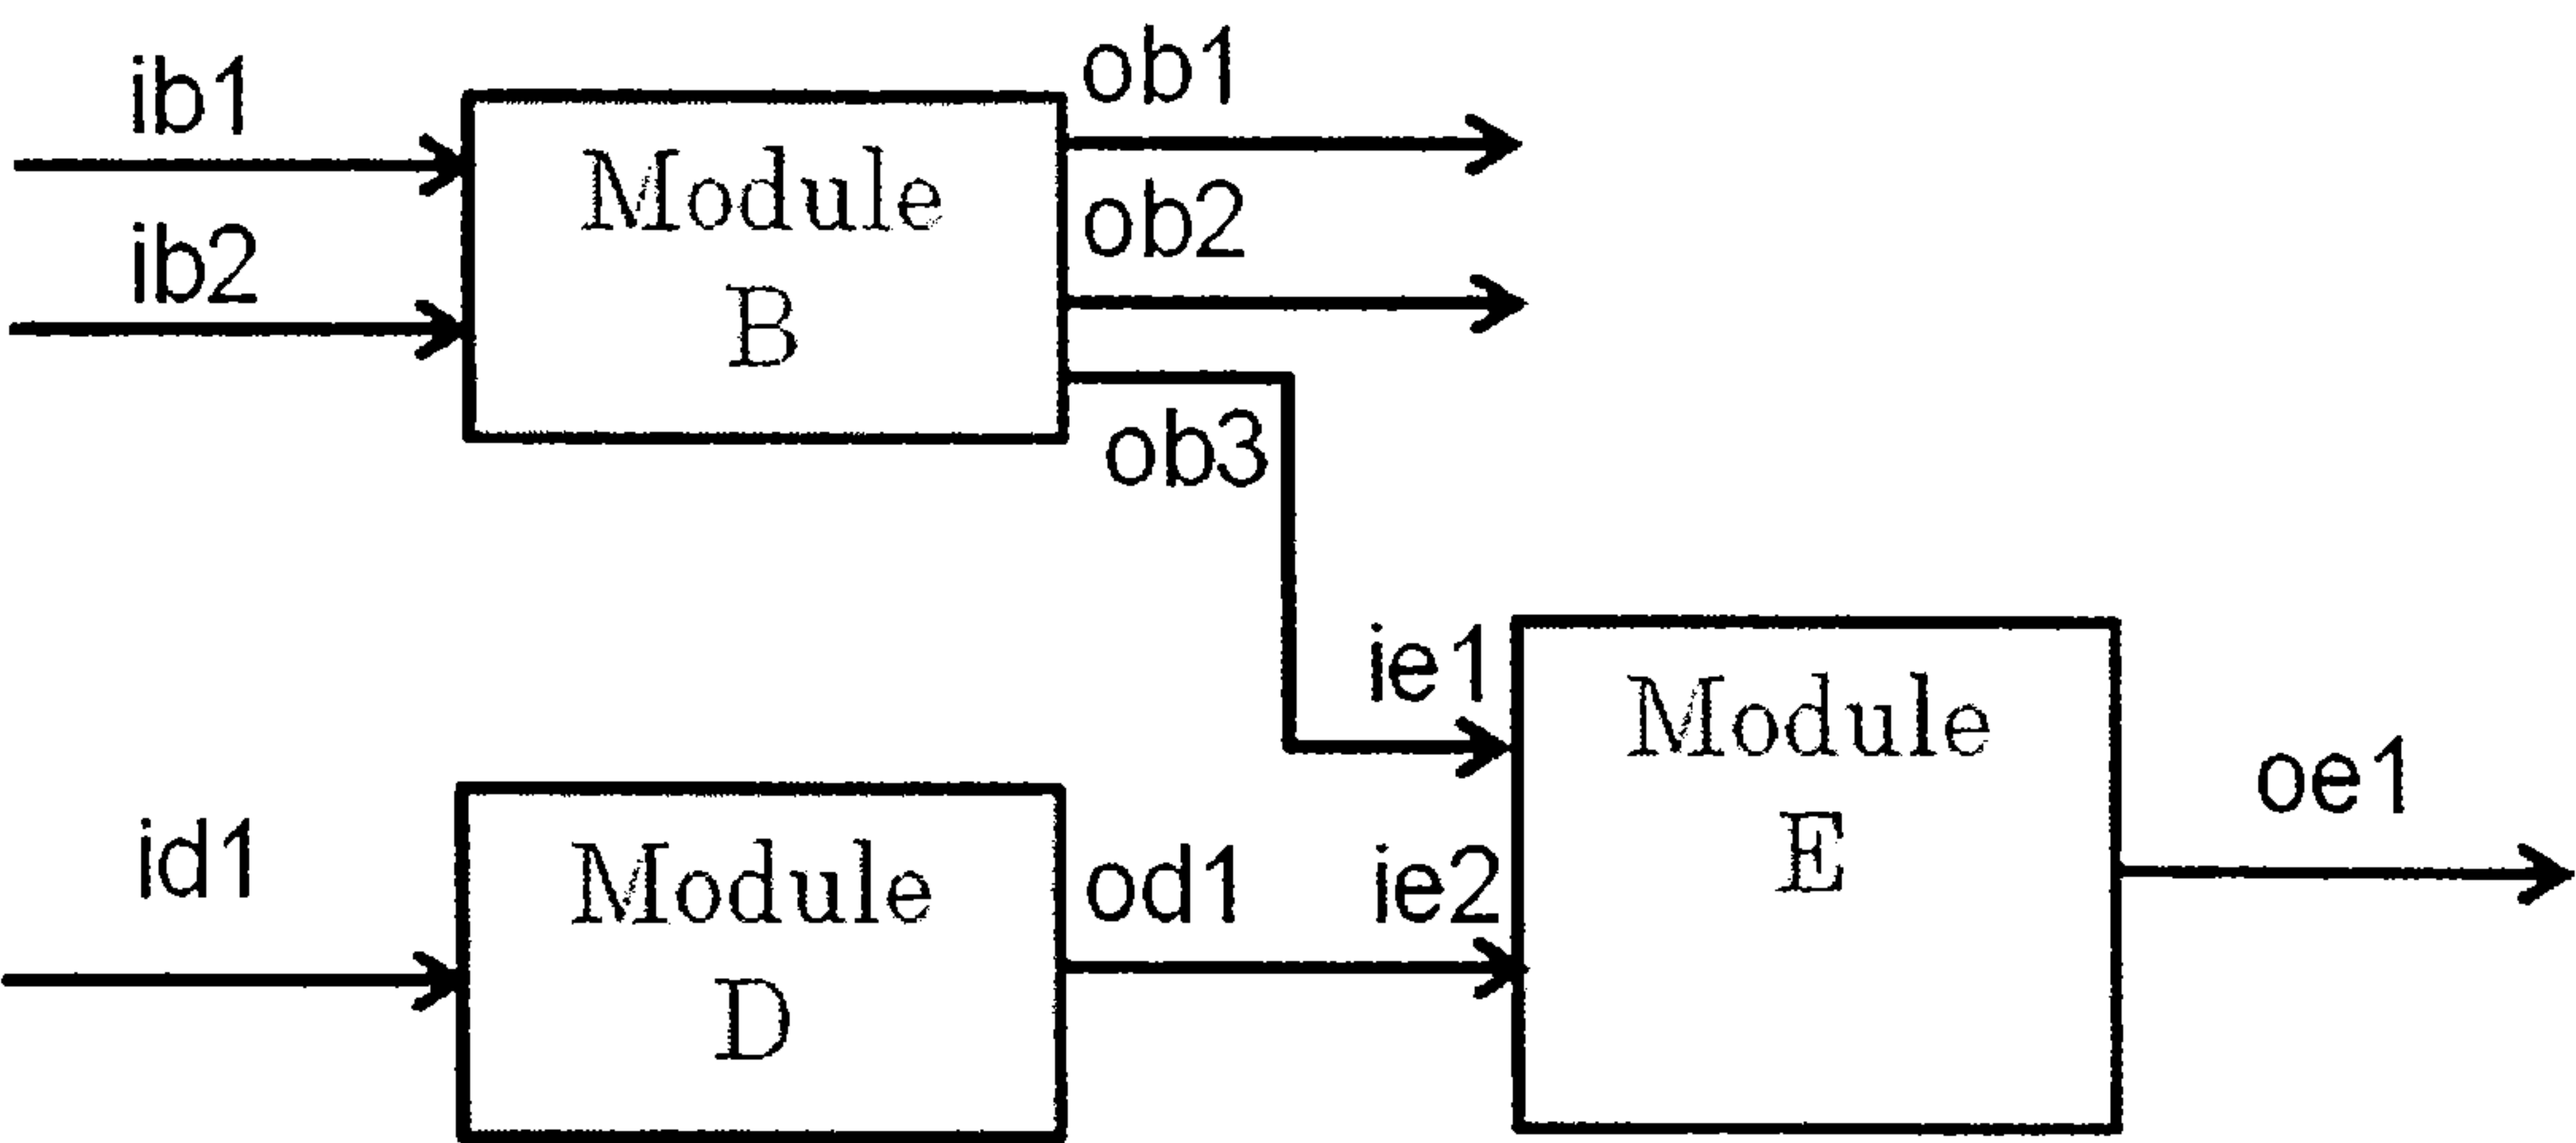 ib1
ib2
Module
B
ob1
ob2
ob3
ie1
id1
Module
D
od1
ie2
Module
E
oe1